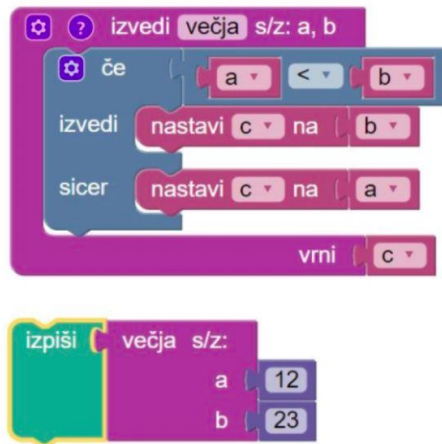 ? izvedi večja s/z: a, b
če a < b
izvedi nastavi c na b
sicer nastavi c na a
vrni c
izpiši večja s/z:
a 12
b 23